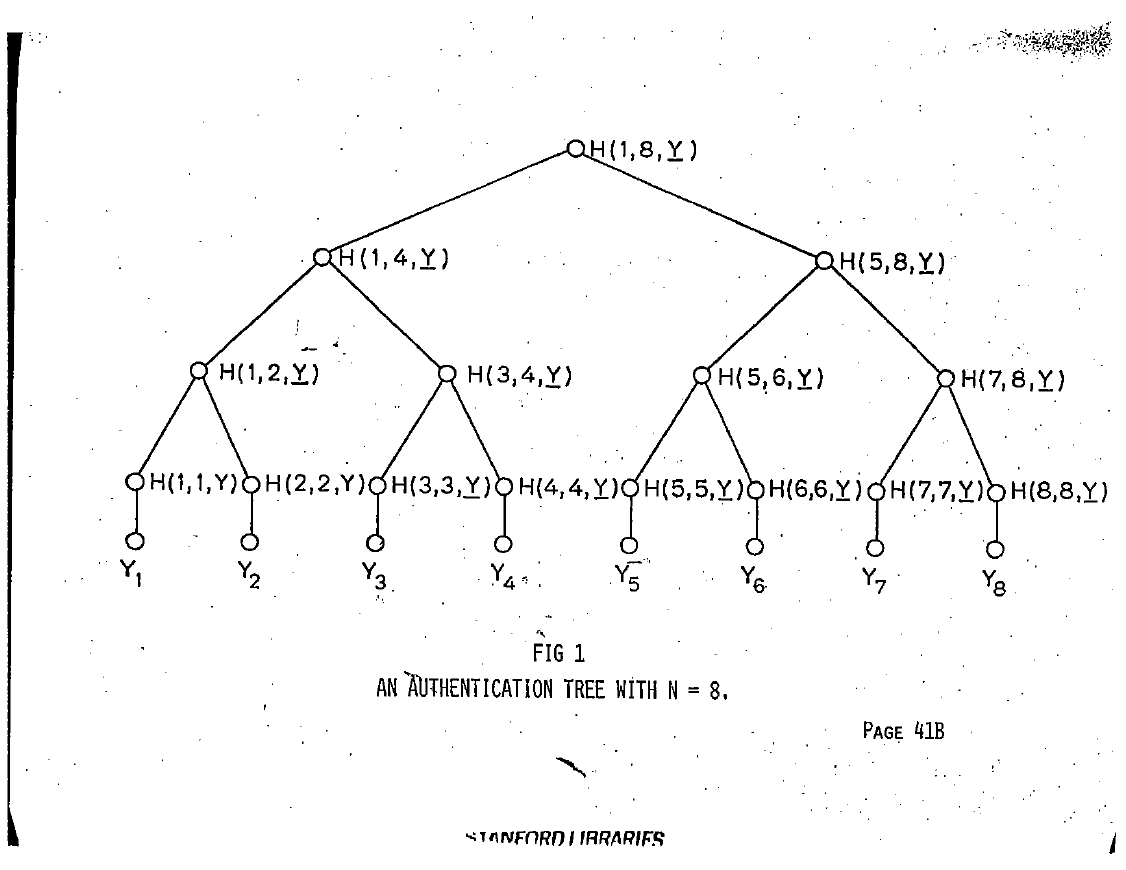 H(1,8,Y)
H(1,4,Y) H(5,8,Y)
H(1,2,Y) H(3,4,Y) H(5,6,Y) H(7,8,Y)
H(1,1,Y) H(2,2,Y) H(3,3,Y) H(4,4,Y) H(5,5,Y) H(6,6,Y) H(7,7,Y) H(8,8,Y)
Y1 Y2 Y3 Y4 Y5 Y6 Y7 Y8
FIG 1
AN AUTHENTICATION TREE WITH N = 8.
PAGE 41B
STANFORD LIBRARIES